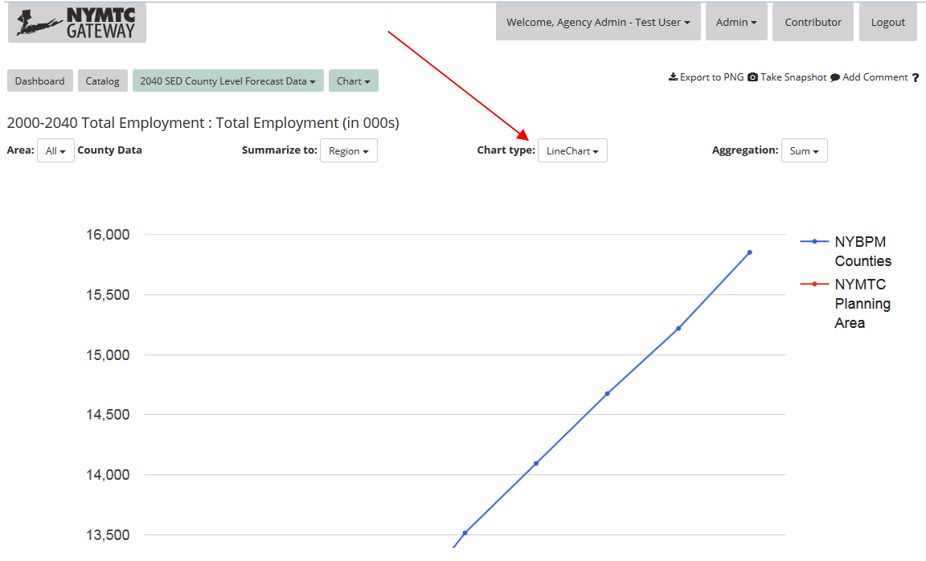 NYMTC
GATEWAY
Welcome, Agency Admin - Test User
Admin
Contributor
Logout
Dashboard
Catalog
2040 SED County Level Forecast Data
Chart
Export to PNG Take Snapshot Add Comment ?
2000-2040 Total Employment : Total Employment (in 000s)
Area: All County Data
Summarize to: Region
Chart type: LineChart
Aggregation: Sum
16,000
15,500
15,000
14,500
14,000
13,500
NYBPM
Counties
NYMTC
Planning
Area